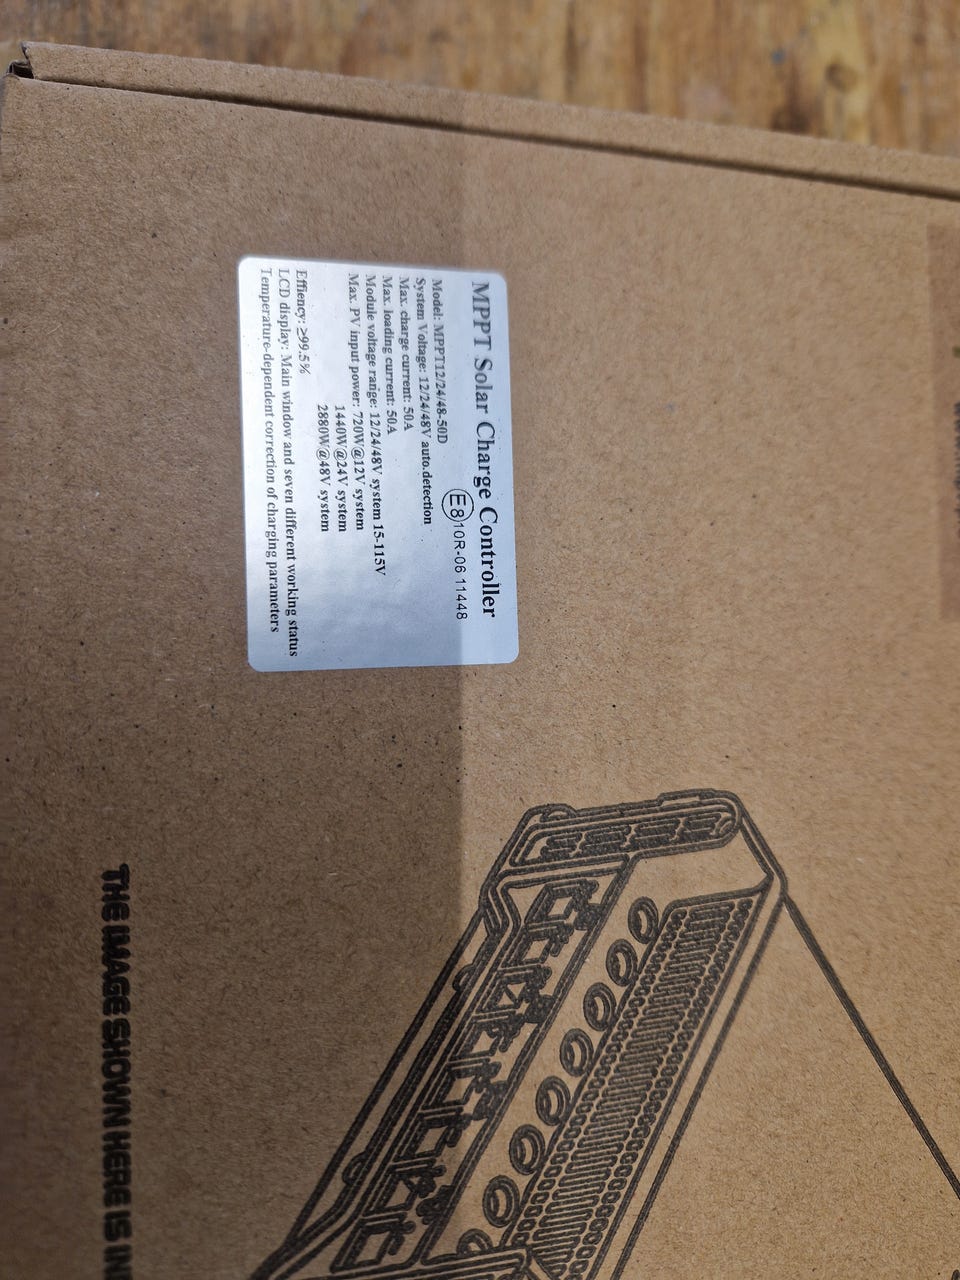 MPPT Solar Charge Controller
E8 10R-06 11448
Model: MPPT12/24/48-50D
System Voltage: 12/24/48V auto.detection
Max. charge current: 50A
Max. loading current: 50A
Module voltage range: 12/24/48V system 15-115V
Max. PV input power: 720W@12V system
1440W@24V system
2880W@48V system
Effiency: ≥99.5%
LCD display: Main window and seven different working status
Temperature-dependent correction of charging parameters
THE IMAGE SHOWN HERE IS